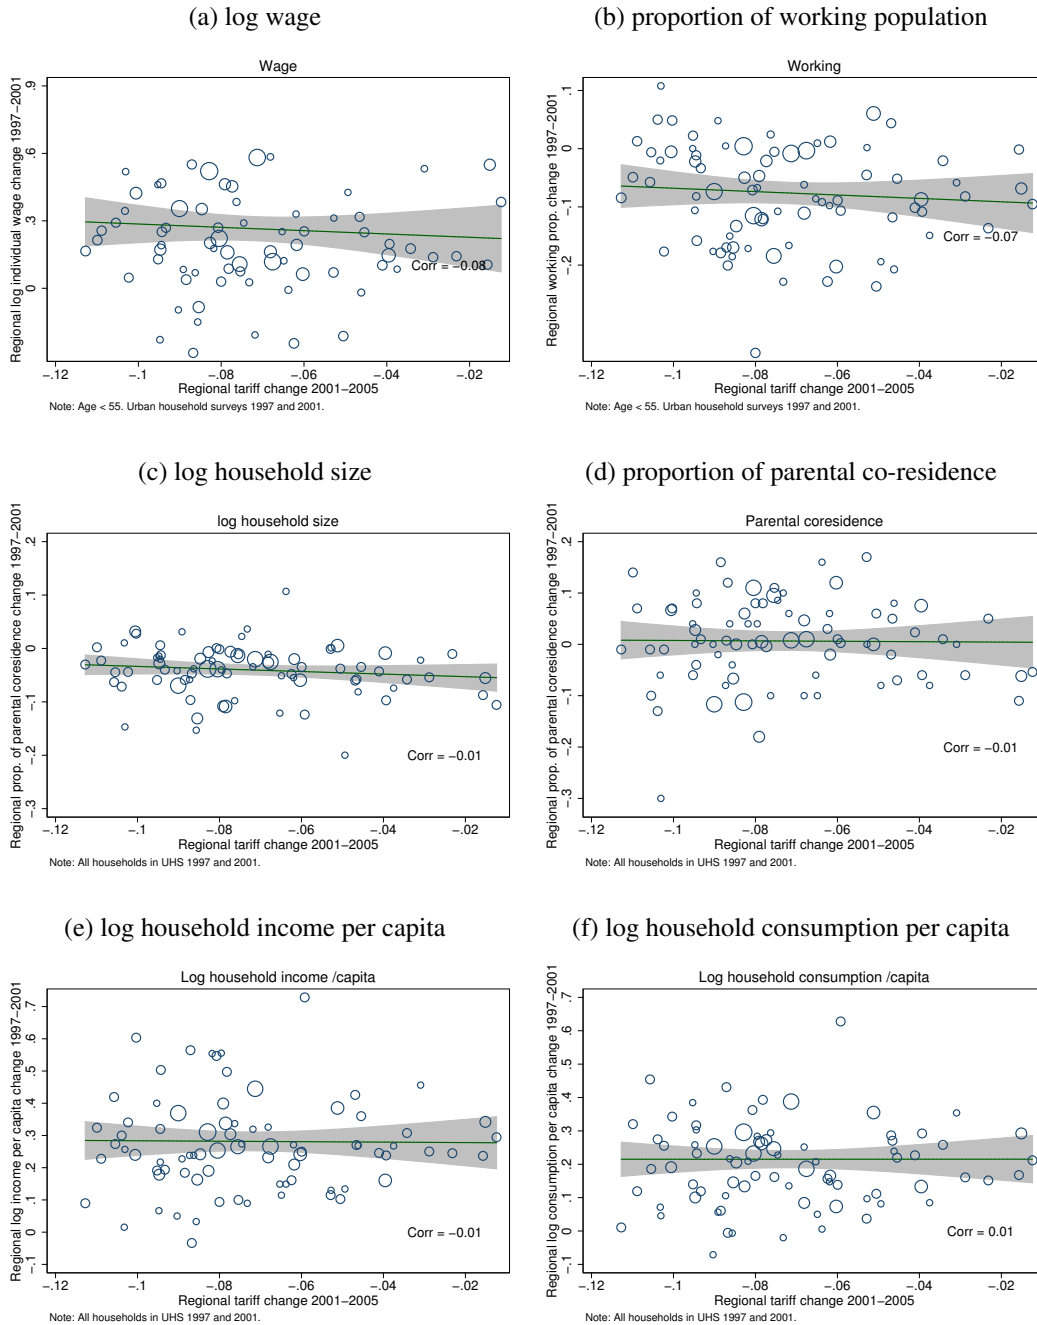 (a) log wage
(b) proportion of working population
Wage
Regional log individual wage change 1997−2001
.9
.6
.3
0
Corr = −0.08
−.12 −.1 −.08 −.06 −.04 −.02
Regional tariff change 2001−2005
Note: Age < 55. Urban household surveys 1997 and 2001.
Working
Regional working prop. change 1997−2001
.1
0
−.1
−.2
Corr = −0.07
−.12 −.1 −.08 −.06 −.04 −.02
Regional tariff change 2001−2005
Note: Age < 55. Urban household surveys 1997 and 2001.
(c) log household size
(d) proportion of parental co-residence
log household size
Regional prop. of parental coresidence change 1997−2001
.2
.1
0
−.1
−.2
−.3
Corr = −0.01
−.12 −.1 −.08 −.06 −.04 −.02
Regional tariff change 2001−2005
Note: All households in UHS 1997 and 2001.
Parental coresidence
Regional prop. of parental coresidence change 1997−2001
.2
.1
0
−.1
−.2
−.3
Corr = −0.01
−.12 −.1 −.08 −.06 −.04 −.02
Regional tariff change 2001−2005
Note: All households in UHS 1997 and 2001.
(e) log household income per capita
(f) log household consumption per capita
Log household income /capita
Regional log income per capita change 1997−2001
.7
.6
.5
.4
.3
.2
.1
0
−.1
Corr = −0.01
−.12 −.1 −.08 −.06 −.04 −.02
Regional tariff change 2001−2005
Note: All households in UHS 1997 and 2001.
Log household consumption /capita
Regional log consumption per capita change 1997−2001
.7
.6
.5
.4
.3
.2
.1
0
−.1
Corr = 0.01
−.12 −.1 −.08 −.06 −.04 −.02
Regional tariff change 2001−2005
Note: All households in UHS 1997 and 2001.